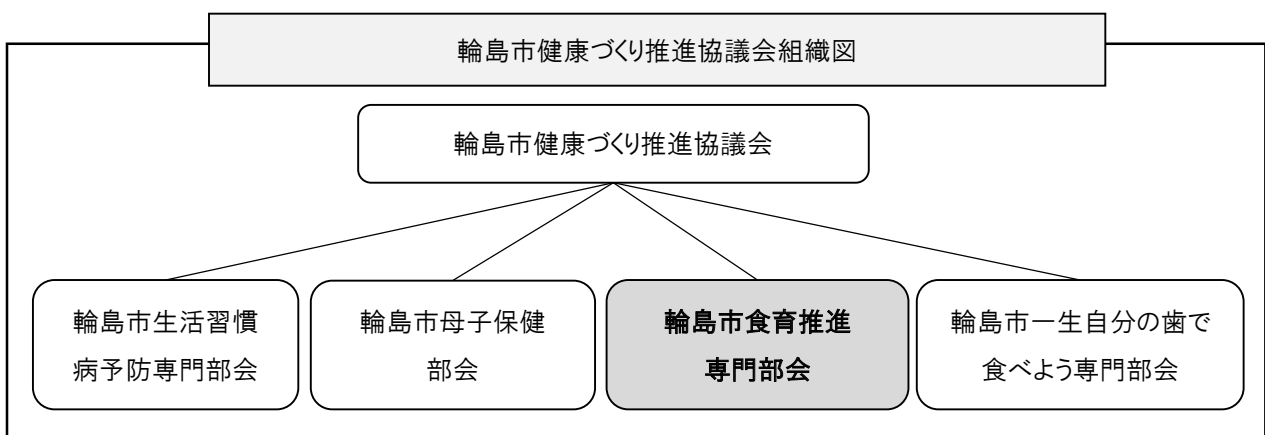 輪島市健康づくり推進協議会組織図
輪島市健康づくり推進協議会
輪島市生活習慣
病予防専門部会
輪島市母子保健
部会
輪島市食育推進
専門部会
輪島市一生自分の歯で
食べよう専門部会